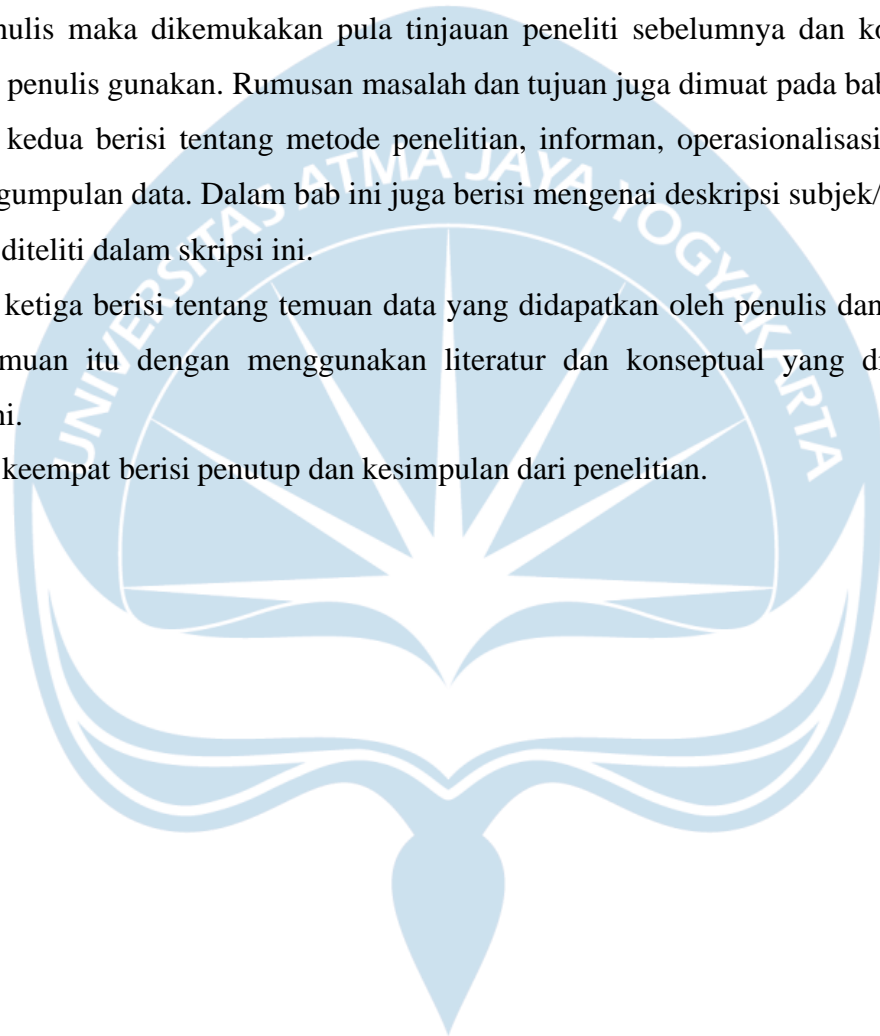 nulis maka dikemukakan pula tinjauan peneliti sebelumnya dan ko
penulis gunakan. Rumusan masalah dan tujuan juga dimuat pada bab
kedua berisi tentang metode penelitian, informan, operasionalisasi
gumpulan data. Dalam bab ini juga berisi mengenai deskripsi subjek/
diteliti dalam skripsi ini.
ketiga berisi tentang temuan data yang didapatkan oleh penulis dan
muan itu dengan menggunakan literatur dan konseptual yang di
ni.
keempat berisi penutup dan kesimpulan dari penelitian.
UNIVERSITAS ATMA JAYA YOGYAKARTA